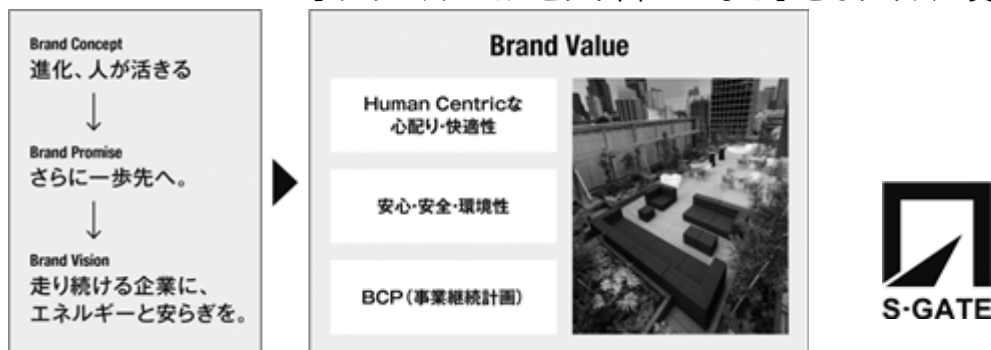 Brand Concept
進化、人が活きる
↓
Brand Promise
さらに一歩先へ。
↓
Brand Vision
走り続ける企業に、
エネルギーと安らぎを。
Brand Value
Human Centricな
心配り・快適性
安心・安全・環境性
BCP（事業継続計画）
S·GATE